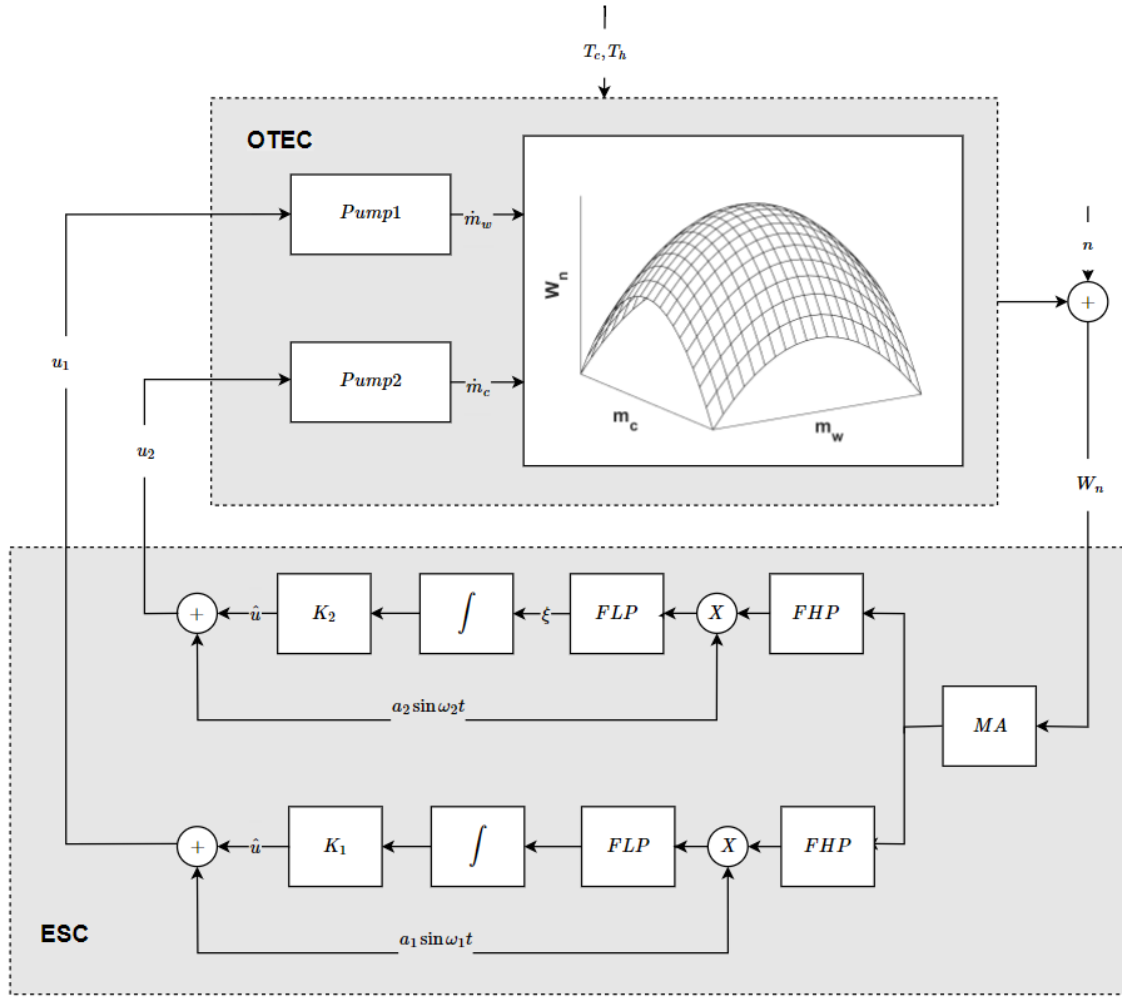 T_c, T_h
OTEC
Pump1
ṁ_w
W_n
n
+
u_1
Pump2
ṁ_c
m_c
m_w
u_2
W_n
+
û
K_2
∫
ξ
FLP
X
FHP
a_2 sin ω_2 t
MA
+
û
K_1
∫
FLP
X
FHP
ESC
a_1 sin ω_1 t